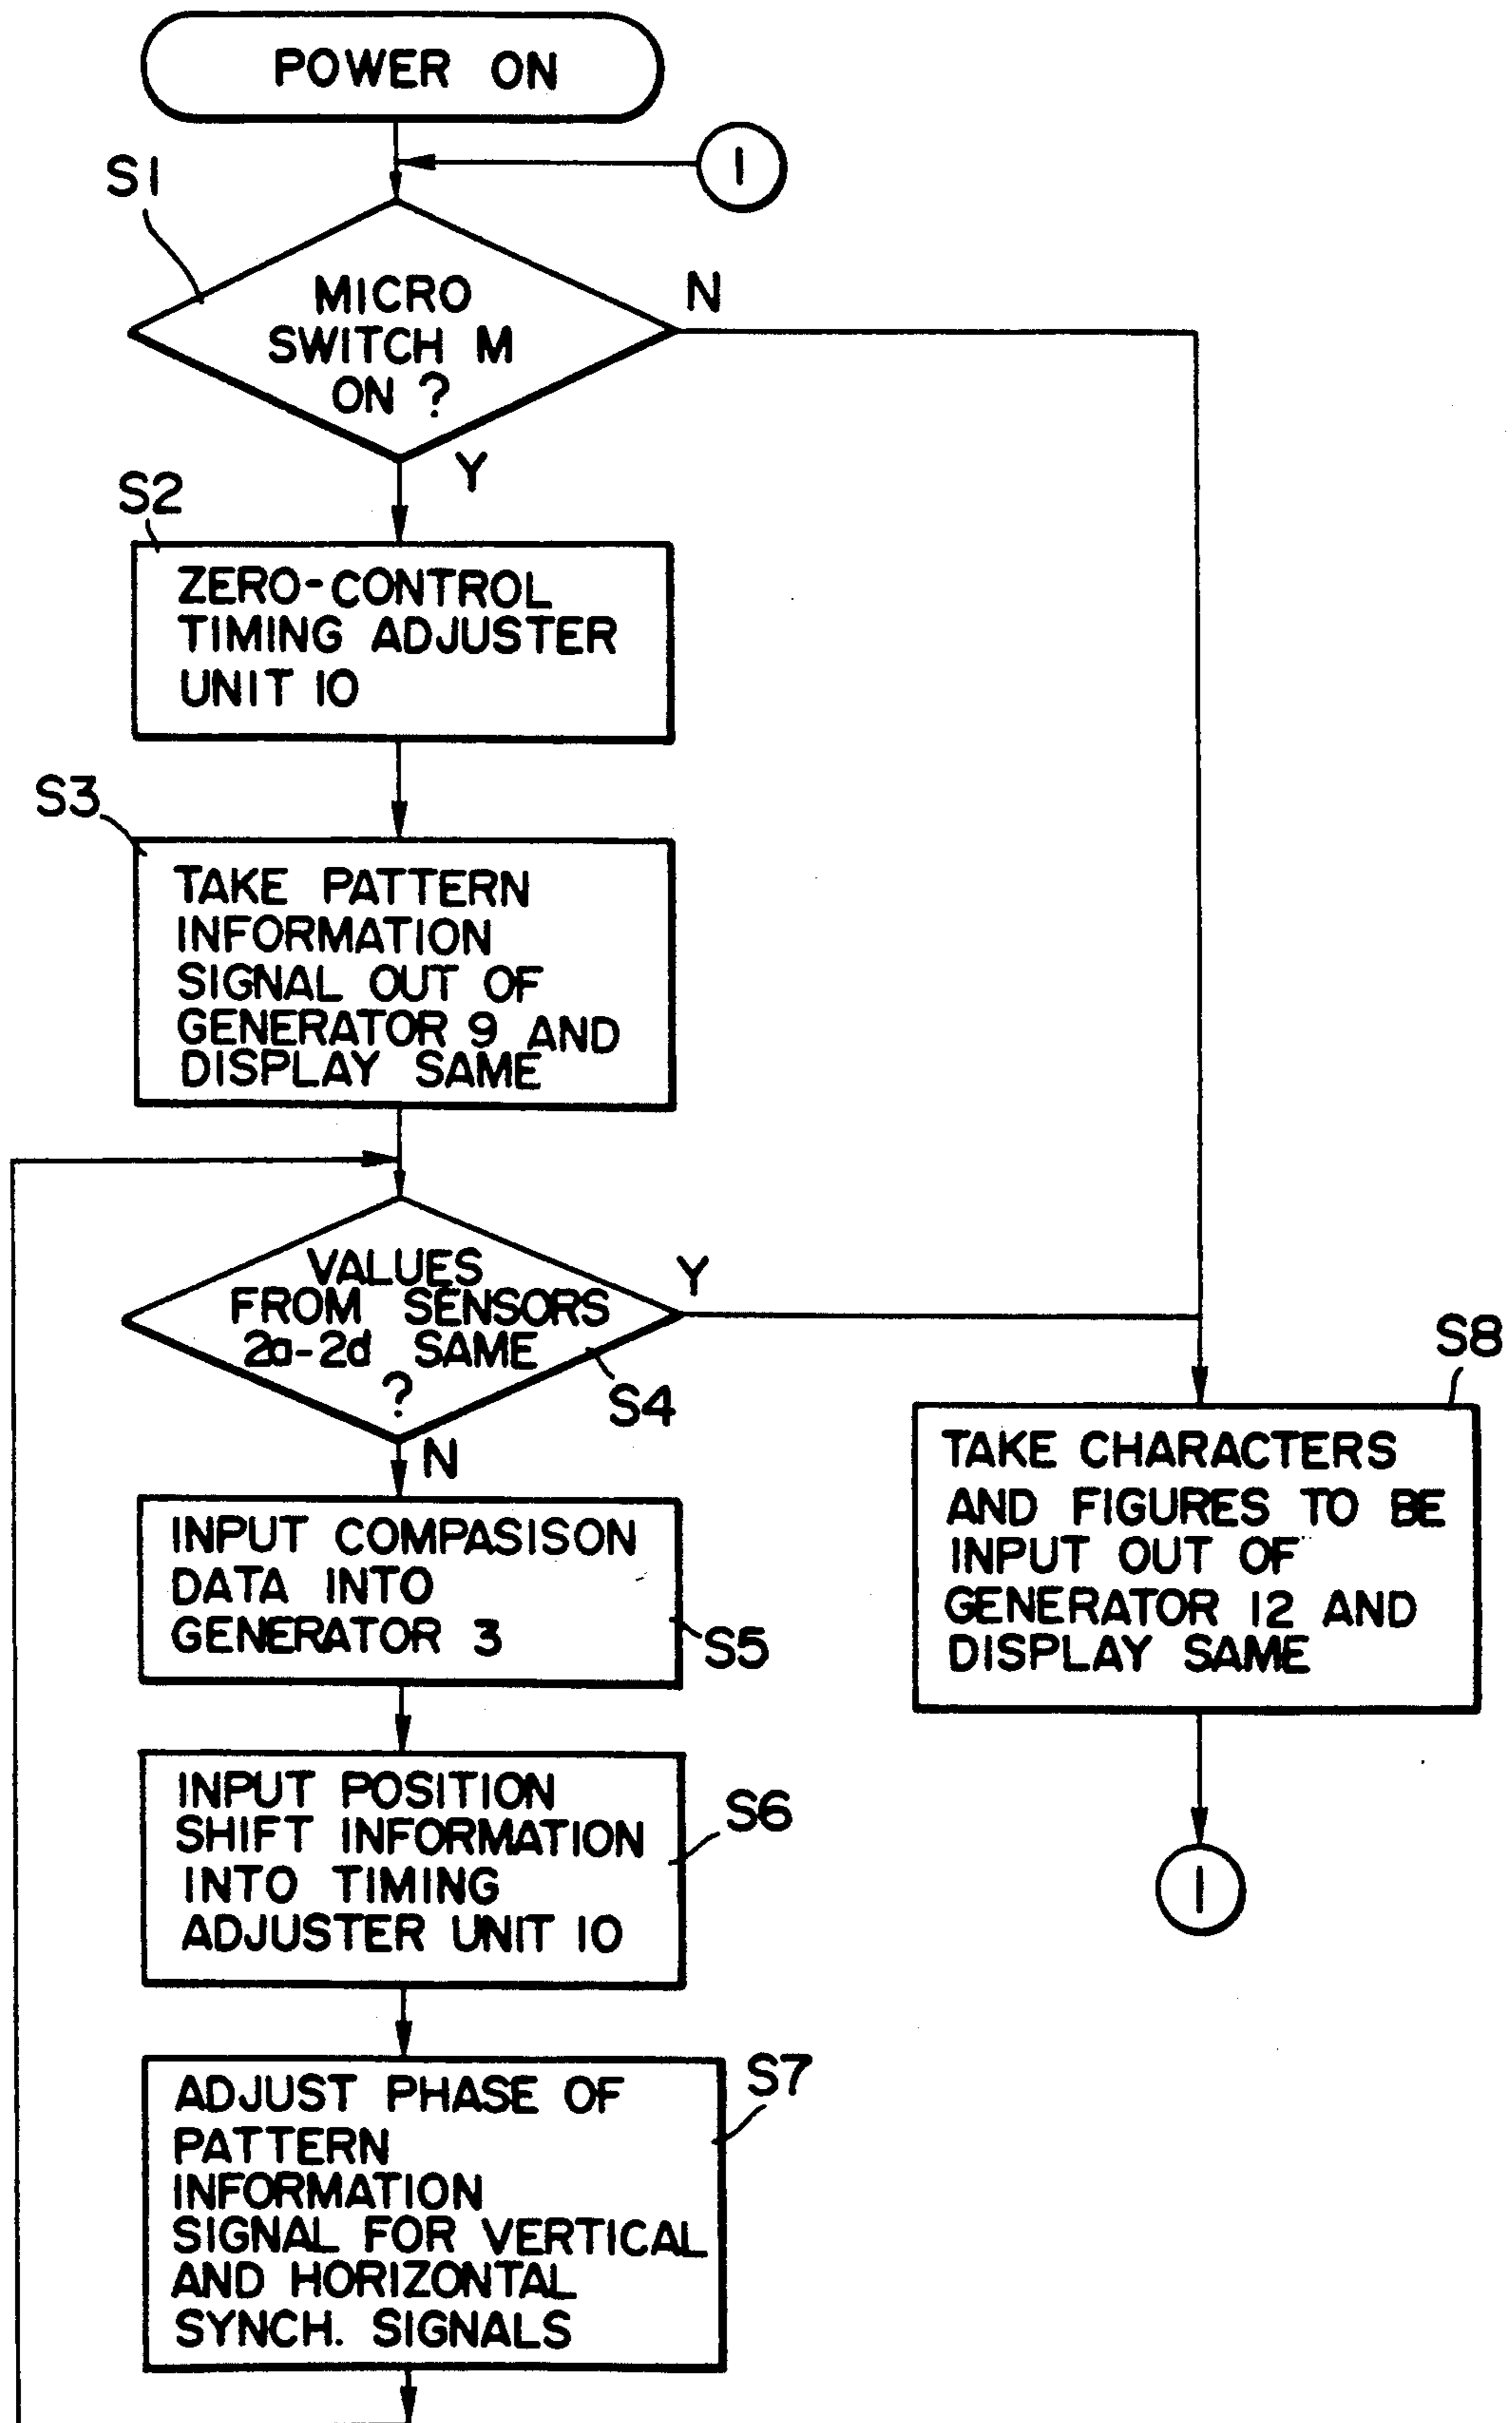 POWER ON
1
S1
MICRO
SWITCH M
ON ?
N
Y
S2
ZERO-CONTROL
TIMING ADJUSTER
UNIT 10
S3
TAKE PATTERN
INFORMATION
SIGNAL OUT OF
GENERATOR 9 AND
DISPLAY SAME
VALUES
FROM SENSORS
2a-2d SAME
?
Y
S4
N
INPUT COMPASISON
DATA INTO
GENERATOR 3
S5
INPUT POSITION
SHIFT INFORMATION
INTO TIMING
ADJUSTER UNIT 10
S6
ADJUST PHASE OF
PATTERN
INFORMATION
SIGNAL FOR VERTICAL
AND HORIZONTAL
SYNCH. SIGNALS
S7
S8
TAKE CHARACTERS
AND FIGURES TO BE
INPUT OUT OF
GENERATOR 12 AND
DISPLAY SAME
1